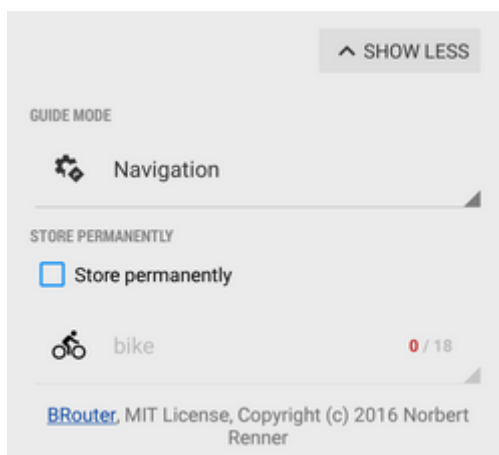 SHOW LESS
GUIDE MODE
Navigation
STORE PERMANENTLY
Store permanently
bike 0 / 18
BRouter, MIT License, Copyright (c) 2016 Norbert
Renner